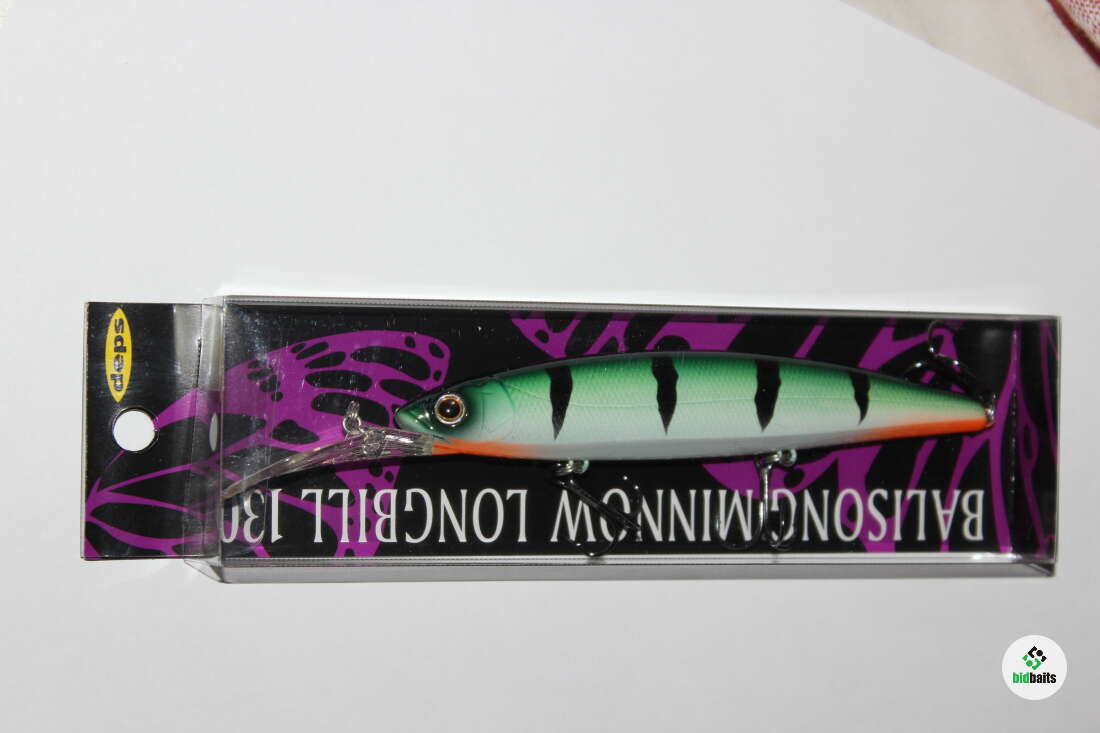 deps
BALISONG MINNOW LONGBILL 130
bidbaits